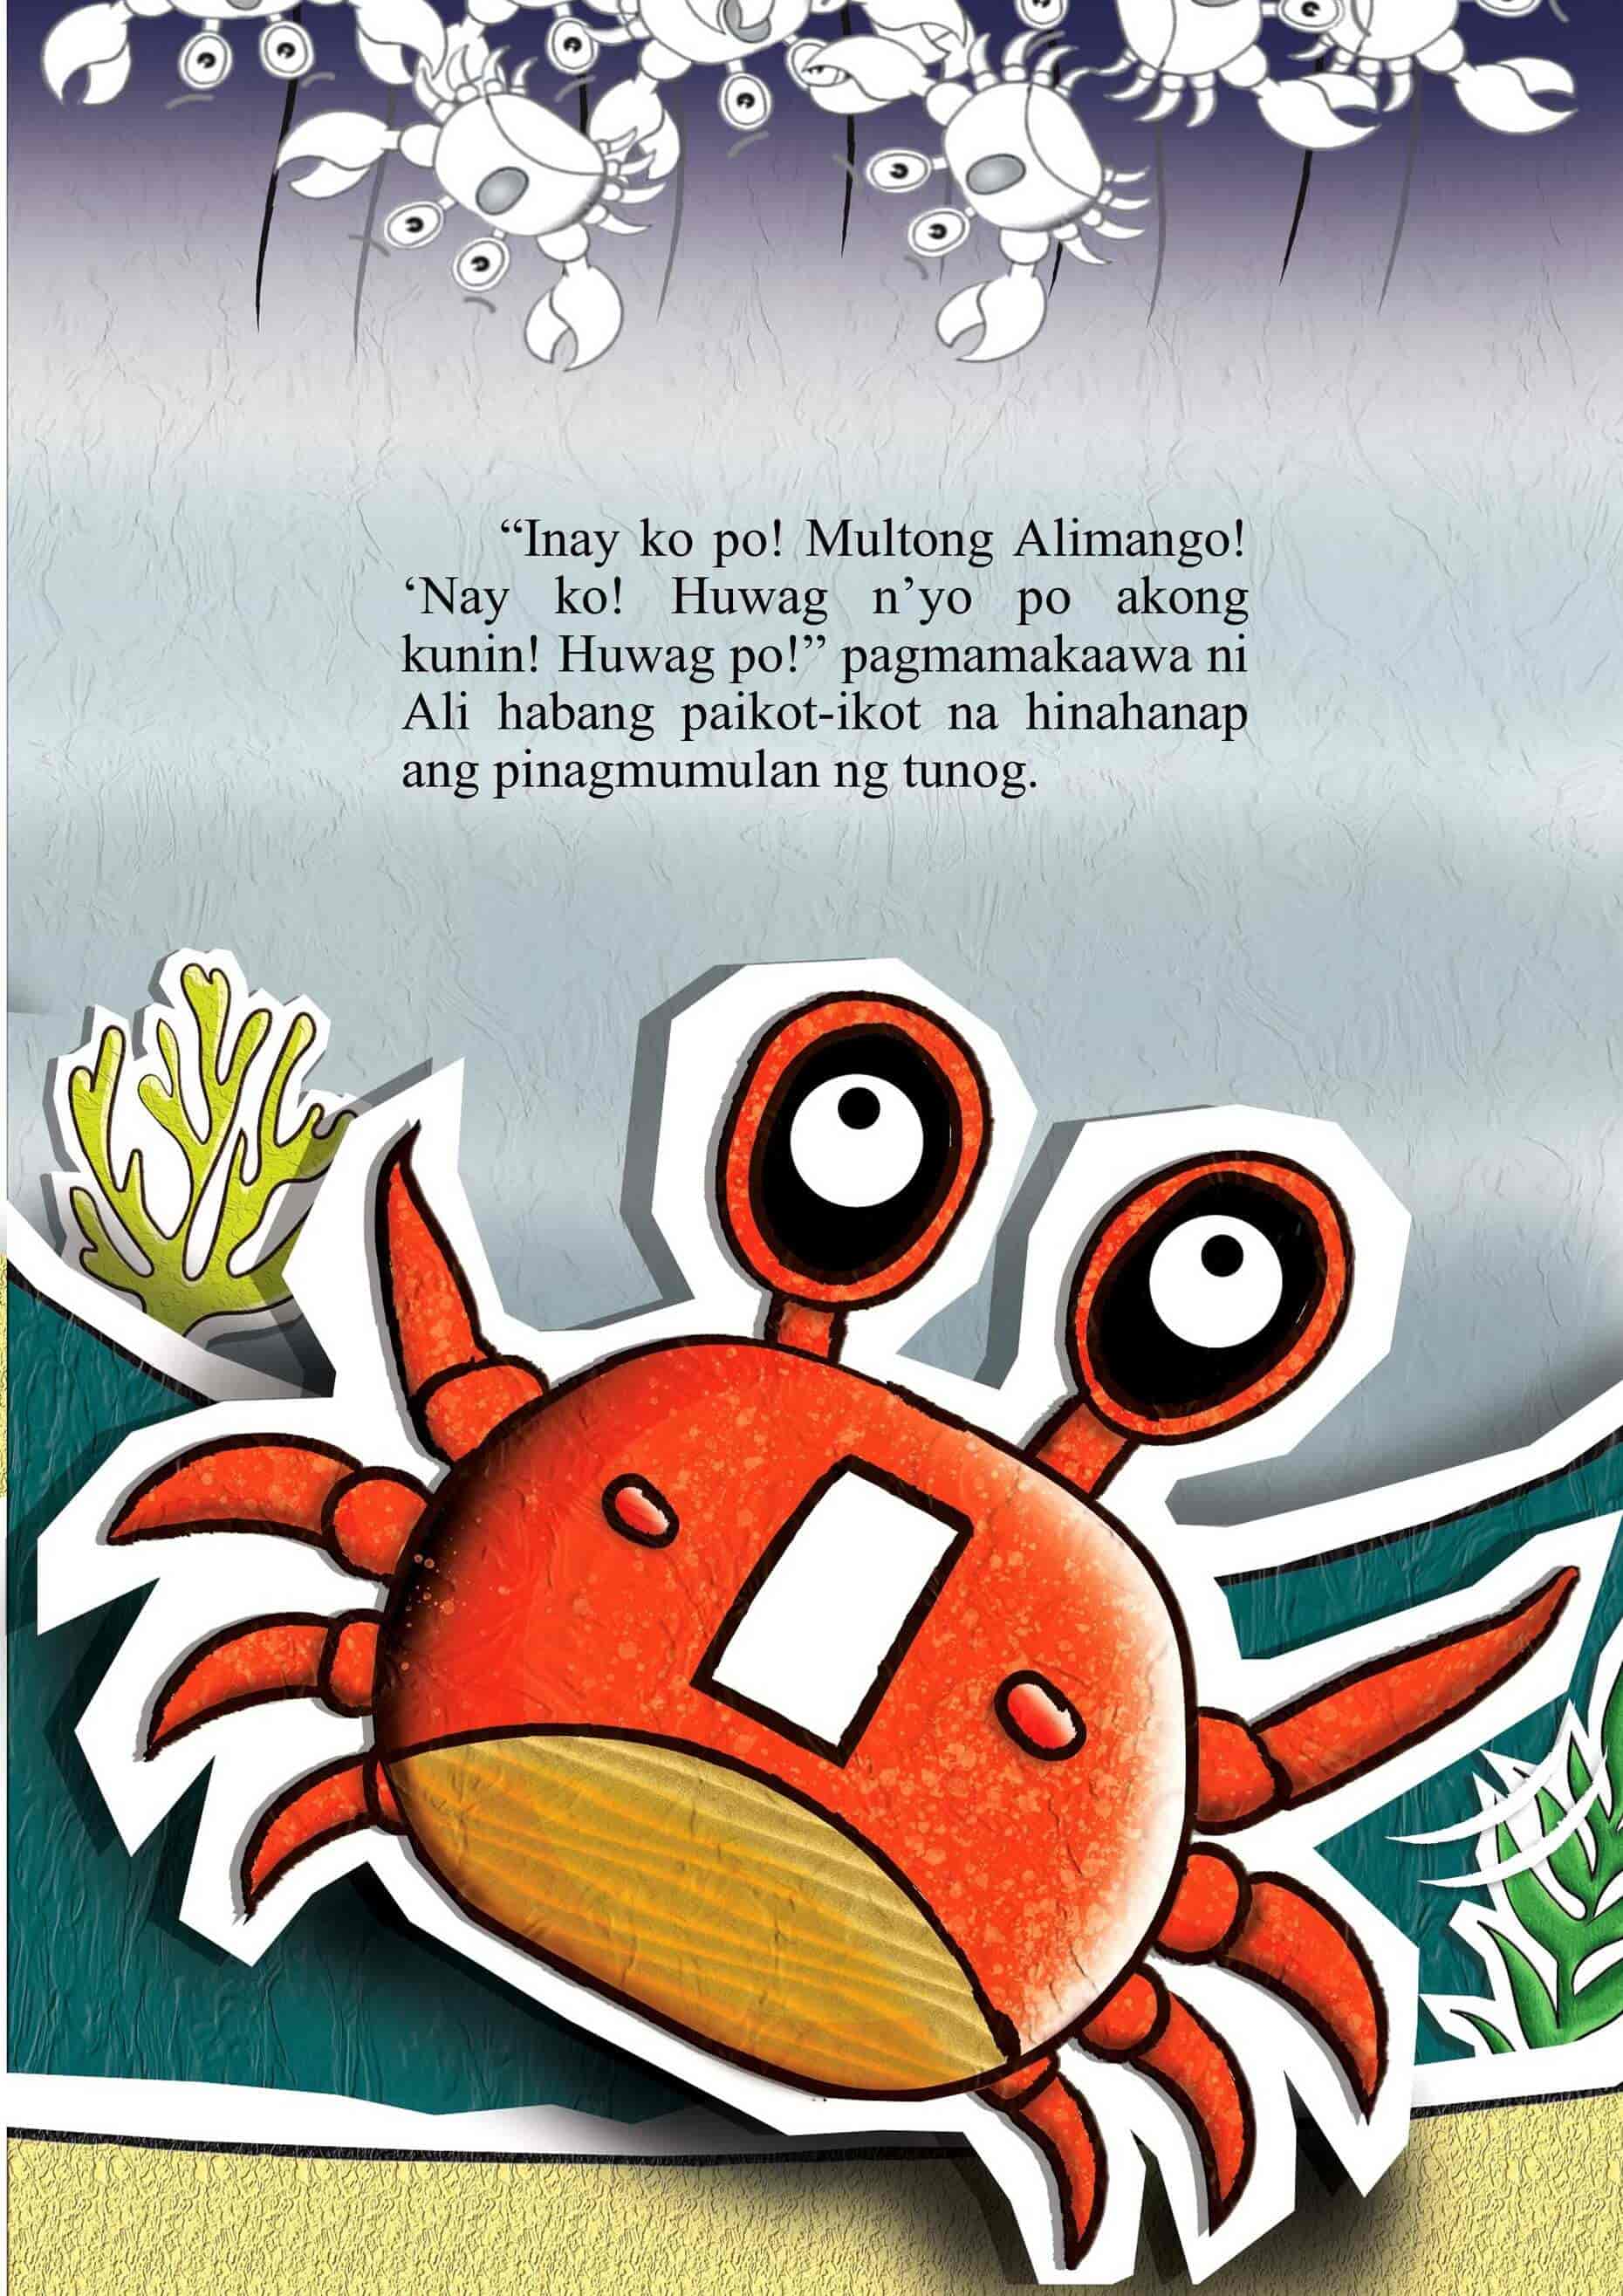 “Inay ko po! Multong Alimango!
‘Nay ko! Huwag n’yo po akong
kunin! Huwag po!” pagmamakaawa ni
Ali habang paikot-ikot na hinahanap
ang pinagmumulan ng tunog.